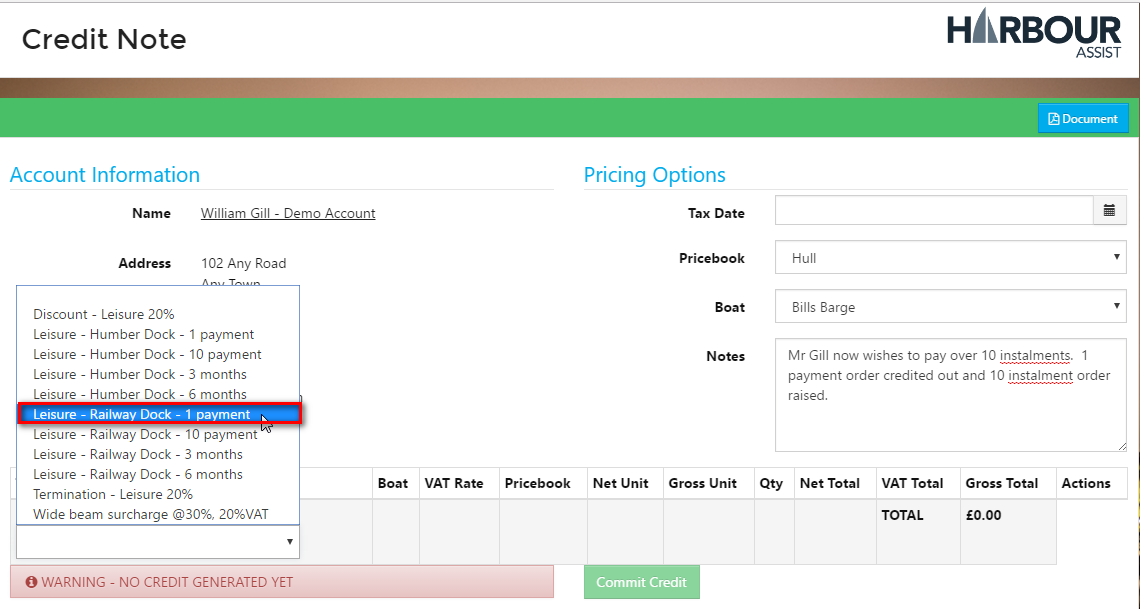 Credit Note
HARBOUR
ASSIST
Document
Account Information
Name William Gill - Demo Account
Address 102 Any Road
Any Town
Pricing Options
Tax Date
Pricebook Hull
Boat Bills Barge
Notes Mr Gill now wishes to pay over 10 instalments. 1
payment order credited out and 10 instalment order
raised.
Discount - Leisure 20%
Leisure - Humber Dock - 1 payment
Leisure - Humber Dock - 10 payment
Leisure - Humber Dock - 3 months
Leisure - Humber Dock - 6 months
Leisure - Railway Dock - 1 payment
Leisure - Railway Dock - 10 payment
Leisure - Railway Dock - 3 months
Leisure - Railway Dock - 6 months
Termination - Leisure 20%
Wide beam surcharge @30%, 20%VAT
Boat VAT Rate Pricebook Net Unit Gross Unit Qty Net Total VAT Total Gross Total Actions
TOTAL £0.00
WARNING - NO CREDIT GENERATED YET
Commit Credit